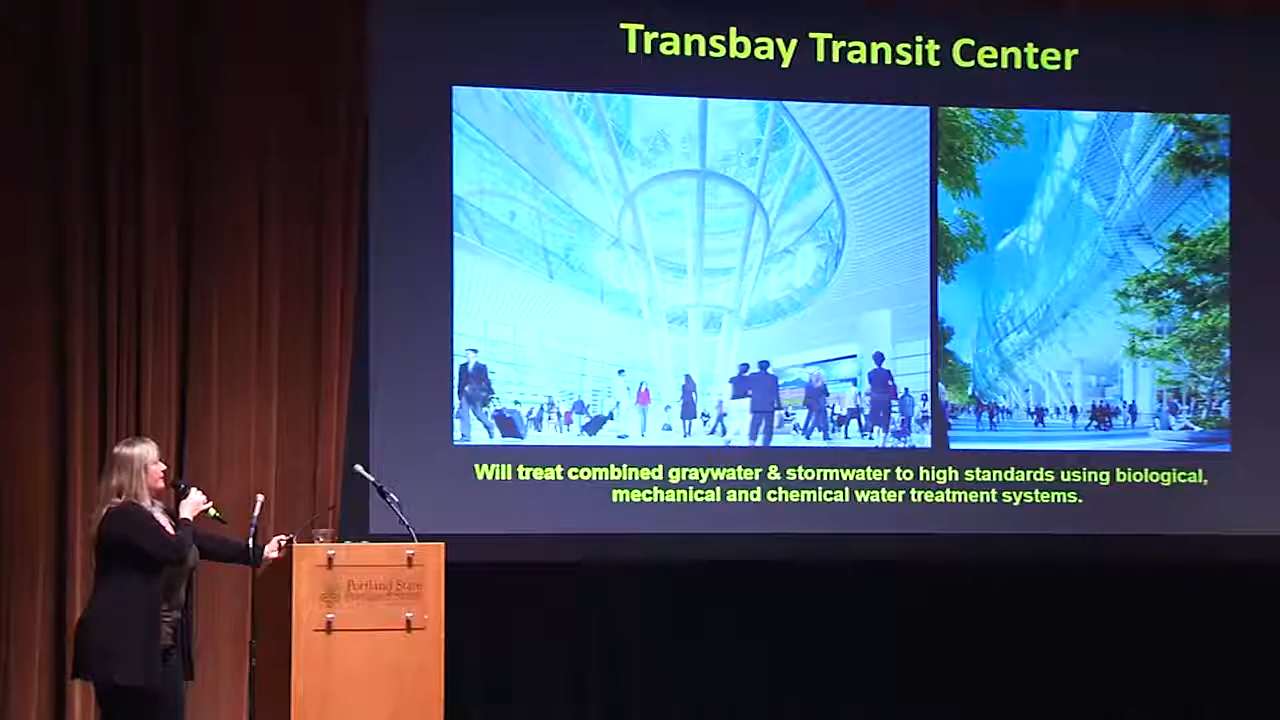 Transbay Transit Center
Will treat combined graywater & stormwater to high standards using biological,
mechanical and chemical water treatment systems.
Portland State